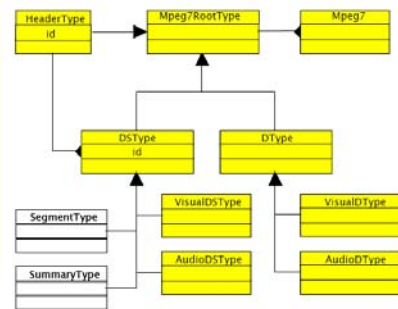 HeaderType
id
Mpeg7RootType
Mpeg7
DSType
id
DType
VisualDSType
VisualDType
SegmentType
AudioDSType
AudioDType
SummaryType